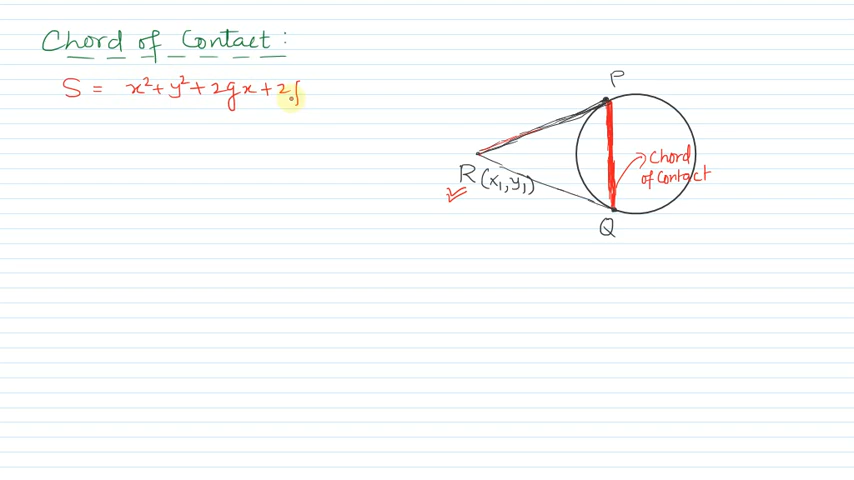 Chord of Contact :
S = x² + y² + 2gx + 2f
P
R (x₁, y₁)
Chord
of contact
Q